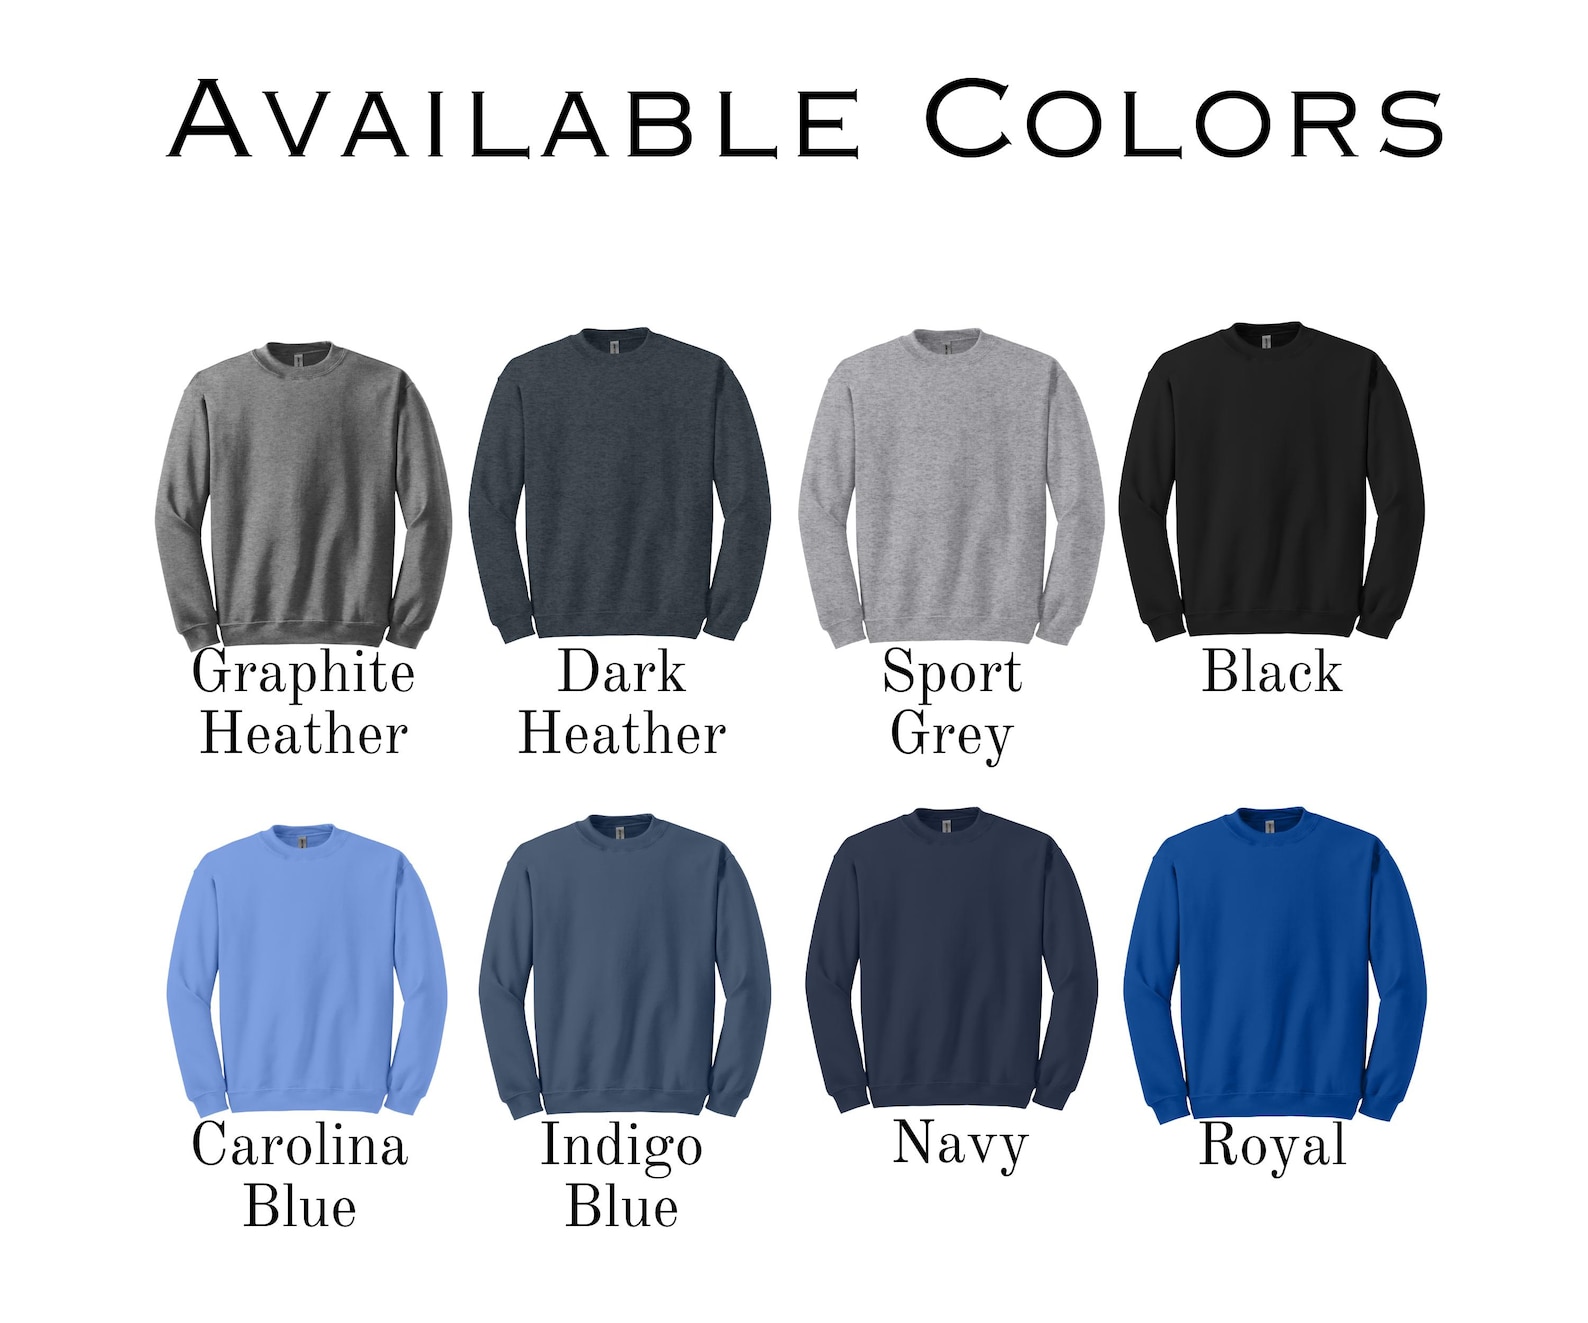 AVAILABLE COLORS
Graphite
Heather
Dark
Heather
Sport
Grey
Black
Carolina
Blue
Indigo
Blue
Navy
Royal